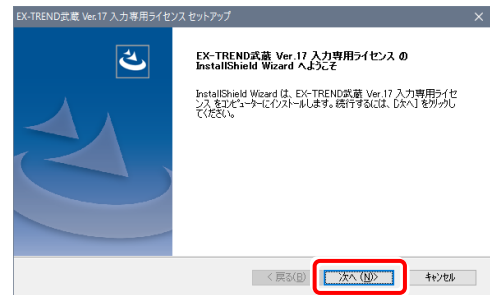 EX-TREND武蔵 Ver.17 入力専用ライセンス セットアップ
EX-TREND武蔵 Ver.17 入力専用ライセンス の
InstallShield Wizard へようこそ
InstallShield Wizard は、EX-TREND武蔵 Ver.17 入力専用ライセ
ンス をコンピューターにインストールします。続行するには、[次へ] をクリックし
てください。
< 戻る(B)
次へ (N)>
キャンセル